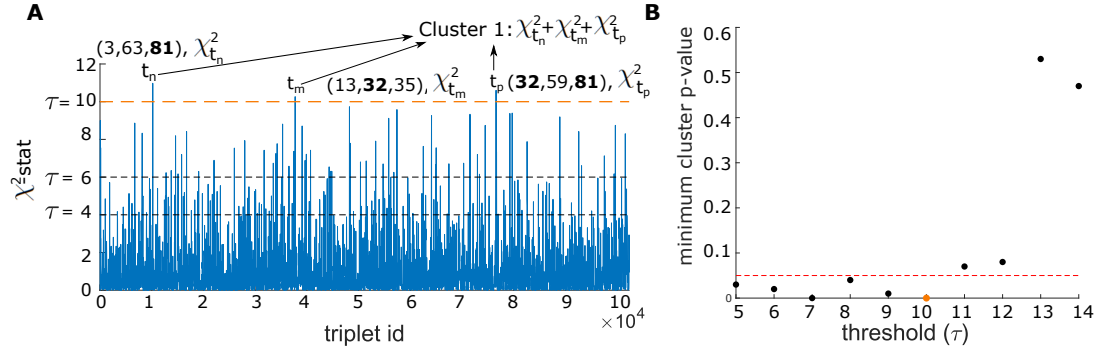 A
Cluster 1: χ²tₙ+χ²tₘ+χ²tₚ
(3,63,81), χ²tₙ
tₙ
tₘ
(13,32,35), χ²tₘ
tₚ (32,59,81), χ²tₚ
12
τ= 10
8
τ= 6
τ= 4
2
0
χ²-stat
0 1 2 3 4 5 6 7 8 9 10
×10⁴
triplet id
B
0.6
0.5
0.4
0.3
0.2
0.1
0
minimum cluster p-value
5 6 7 8 9 10 11 12 13 14
threshold (τ)